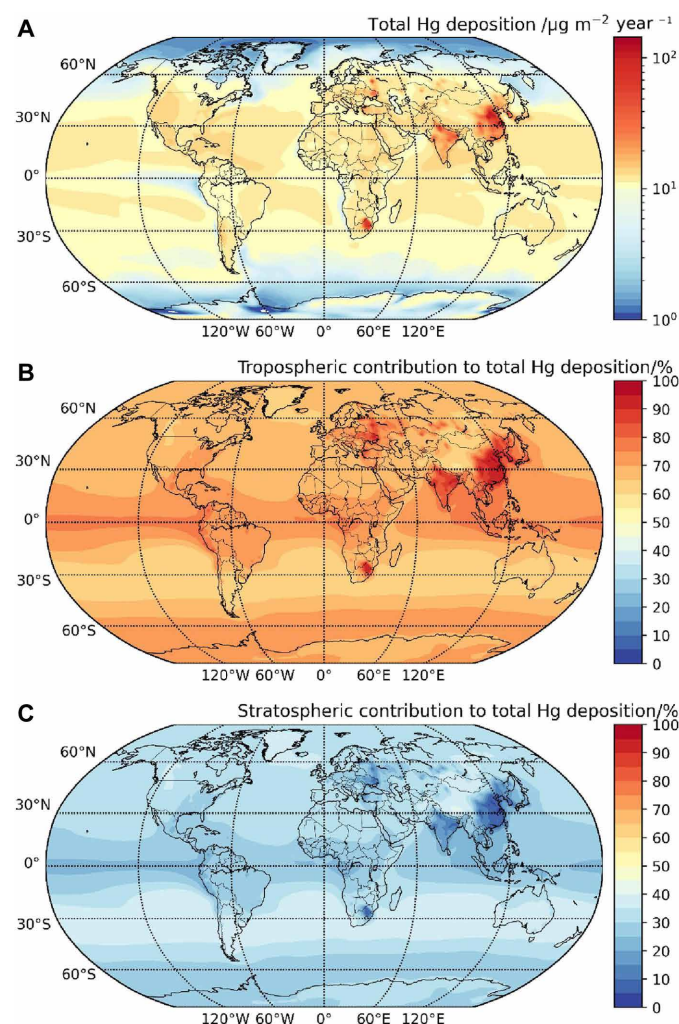 A
Total Hg deposition /µg m⁻² year ⁻¹
60°N
30°N
0°
30°S
60°S
120°W 60°W 0° 60°E 120°E
10²
10¹
10⁰
B
Tropospheric contribution to total Hg deposition/%
60°N
30°N
0°
30°S
60°S
120°W 60°W 0° 60°E 120°E
100
90
80
70
60
50
40
30
20
10
0
C
Stratospheric contribution to total Hg deposition/%
60°N
30°N
0°
30°S
60°S
120°W 60°W 0° 60°E 120°E
100
90
80
70
60
50
40
30
20
10
0